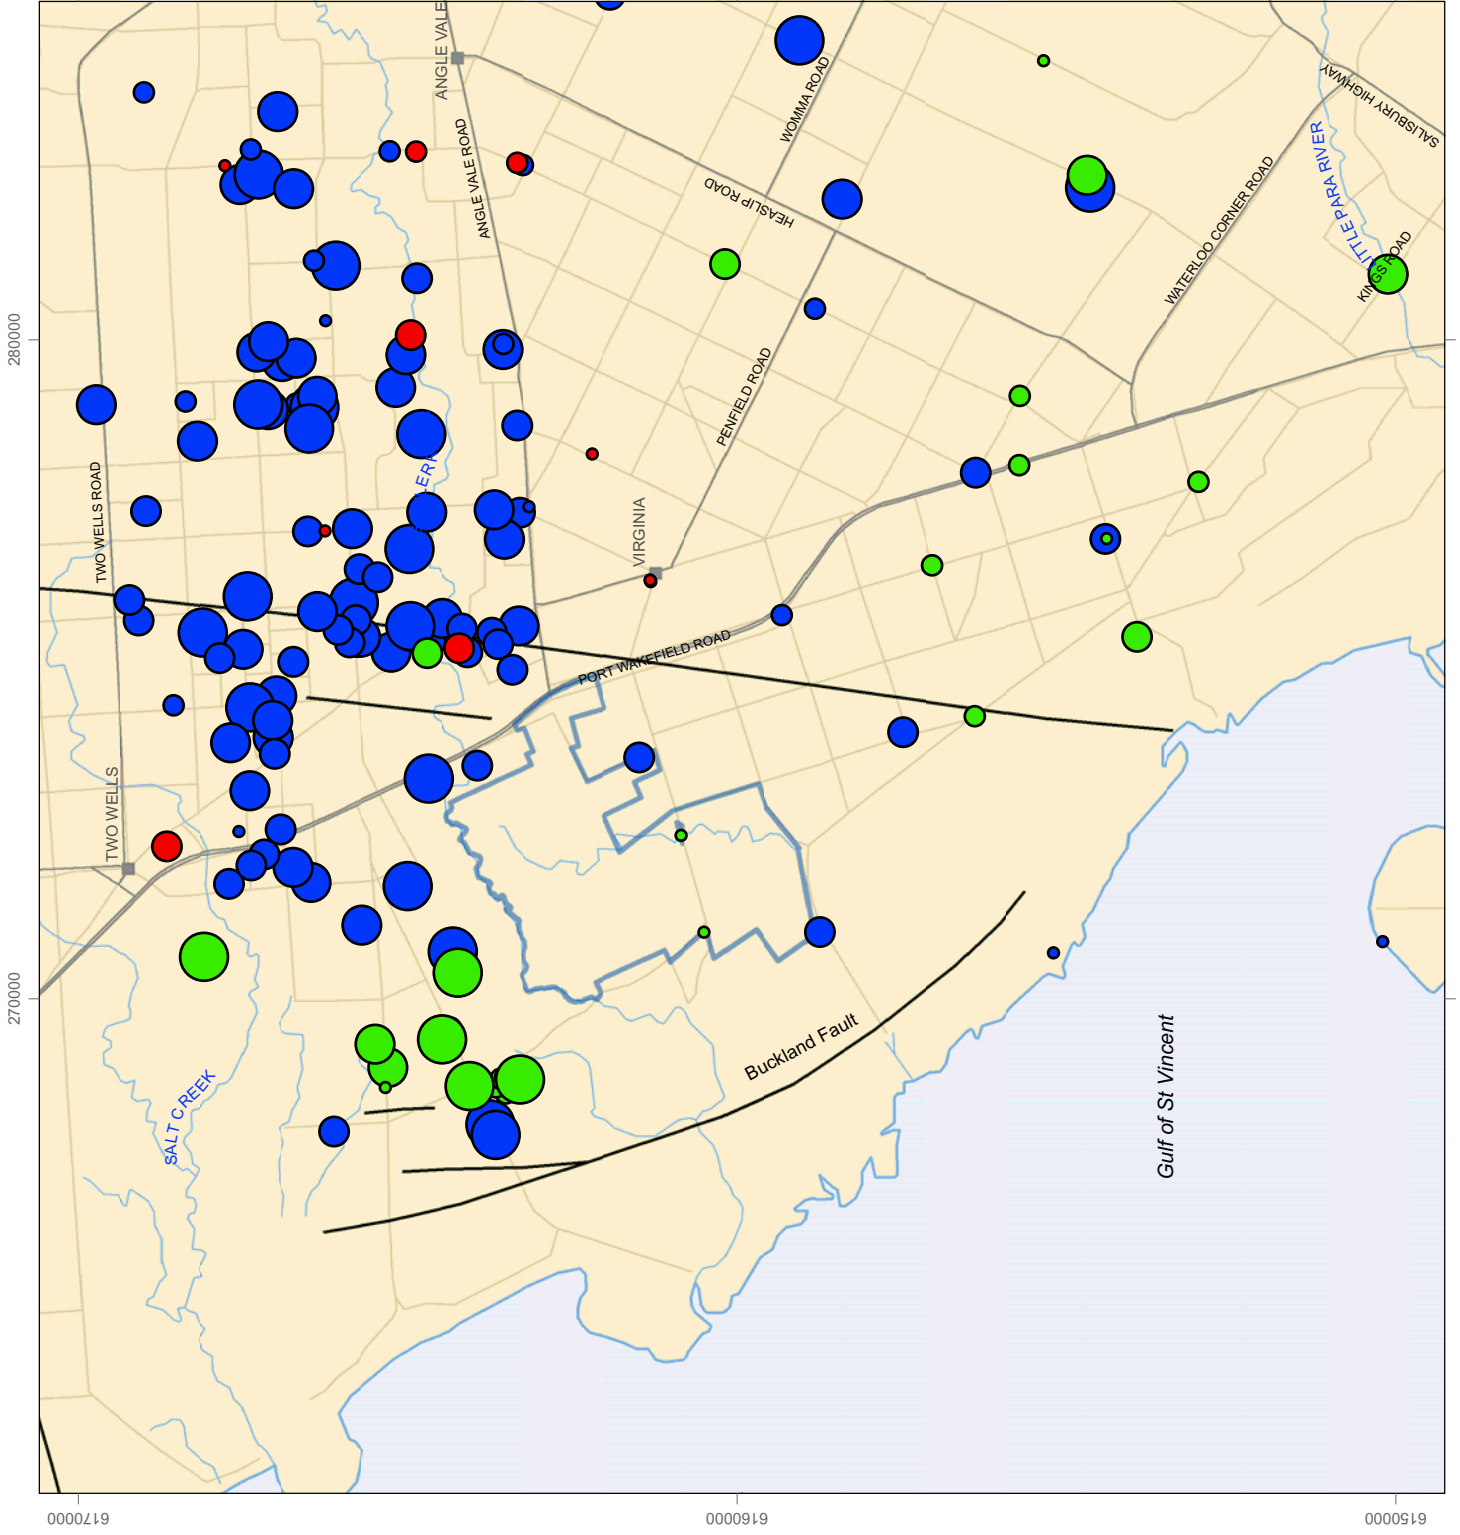 ANGLE VALE
WOMMA ROAD
SALISBURY HIGHWAY
ANGLE VALE ROAD
HEASLIP ROAD
WATERLOO CORNER ROAD
LITTLE PARA RIVER
KINGS ROAD
280000
PENFIELD ROAD
TWO WELLS ROAD
VIRGINIA
PORT WAKEFIELD ROAD
TWO WELLS
270000
Buckland Fault
Gulf of St Vincent
SALT CREEK
6170000
6160000
6150000